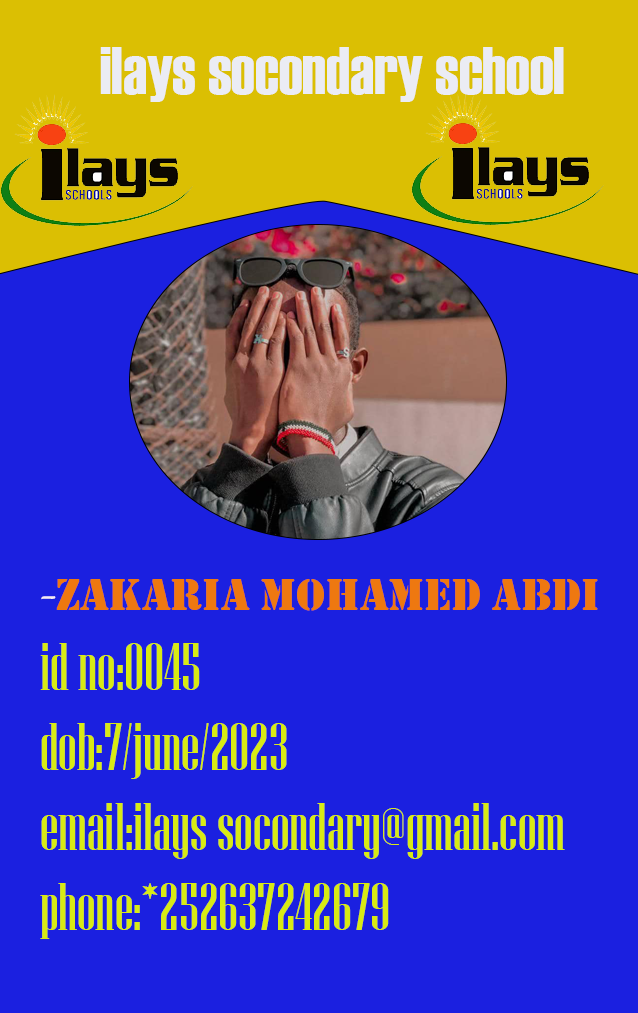 ilays socondary school
ilays
SCHOOLS
ilays
SCHOOLS
-ZAKARIA MOHAMED ABDI
id no:0045
dob:7/june/2023
email:ilays socondary@gmail.com
phone:*252637242679